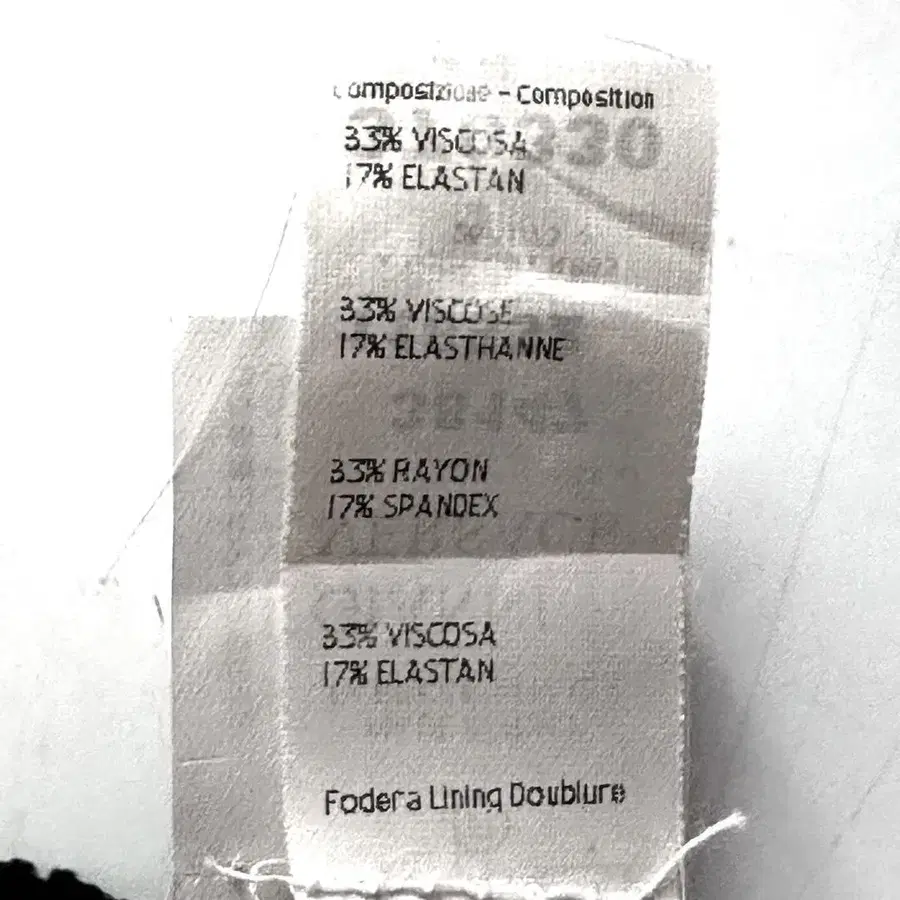 Composizione - Composition
33% VISCOSA
17% ELASTAN
33% VISCOSE
17% ELASTHANNE
33% RAYON
17% SPANDEX
33% VISCOSA
17% ELASTAN
Fodera Lining Doublure